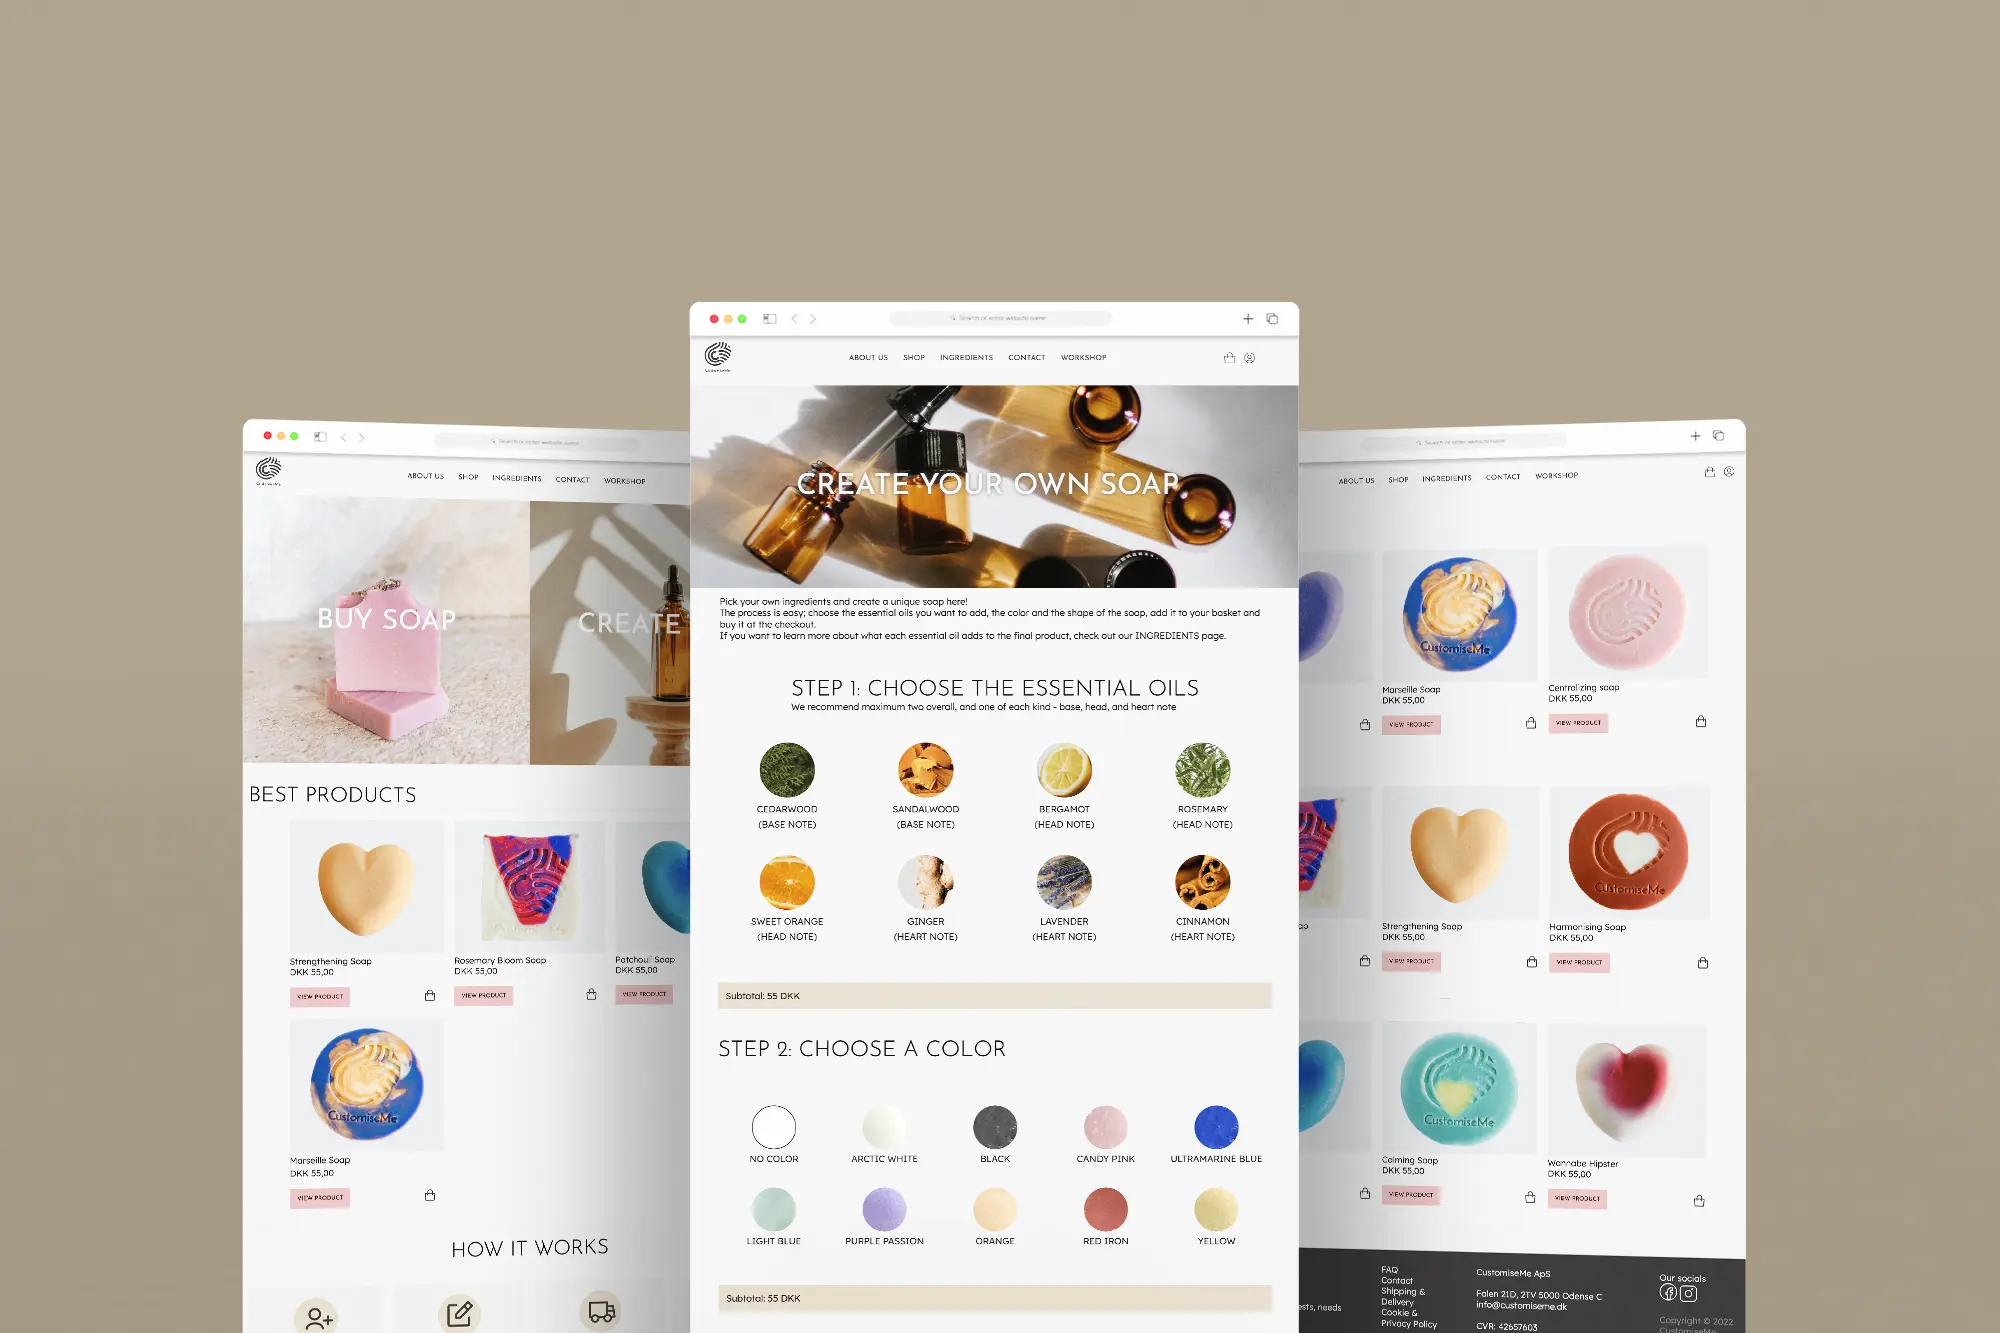 Search or enter website name
CustomiseMe
ABOUT US SHOP INGREDIENTS CONTACT WORKSHOP
CREATE YOUR OWN SOAP
Pick your own ingredients and create a unique soap here!
The process is easy; choose the essential oils you want to add, the color and the shape of the soap, add it to your basket and
buy it at the checkout.
If you want to learn more about what each essential oil adds to the final product, check out our INGREDIENTS page.
STEP 1: CHOOSE THE ESSENTIAL OILS
We recommend maximum two overall, and one of each kind - base, head, and heart note
CEDARWOOD SANDALWOOD BERGAMOT ROSEMARY
(BASE NOTE) (BASE NOTE) (HEAD NOTE) (HEAD NOTE)
SWEET ORANGE GINGER LAVENDER CINNAMON
(HEAD NOTE) (HEART NOTE) (HEART NOTE) (HEART NOTE)
Subtotal: 55 DKK
STEP 2: CHOOSE A COLOR
NO COLOR ARCTIC WHITE BLACK CANDY PINK ULTRAMARINE BLUE
LIGHT BLUE PURPLE PASSION ORANGE RED IRON YELLOW
Subtotal: 55 DKK
Search or enter website name
CustomiseMe
ABOUT US SHOP INGREDIENTS CONTACT WORKSHOP
BUY SOAP CREATE
BEST PRODUCTS
Strengthening Soap Rosemary Bloom Soap Patchouli Soap
DKK 55,00 DKK 55,00 DKK 55,00
VIEW PRODUCT VIEW PRODUCT VIEW PRODUCT
CustomiseMe
Marseille Soap
DKK 55,00
VIEW PRODUCT
HOW IT WORKS
Search or enter website name
ABOUT US SHOP INGREDIENTS CONTACT WORKSHOP
CustomiseMe
Marseille Soap Centralizing soap
DKK 55,00 DKK 55,00
VIEW PRODUCT VIEW PRODUCT
CustomiseMe
Strengthening Soap Harmonising Soap
DKK 55,00 DKK 55,00
VIEW PRODUCT VIEW PRODUCT
CustomiseMe
Calming Soap Wannabe Hipster
DKK 55,00 DKK 55,00
VIEW PRODUCT VIEW PRODUCT
needs
FAQ
Contact
Shipping &
Delivery
Cookie &
Privacy Policy
CustomiseMe ApS
Falen 21D, 2TV 5000 Odense C
info@customiseme.dk
CVR: 42657603
Our socials
Copyright © 2022
CustomiseMe